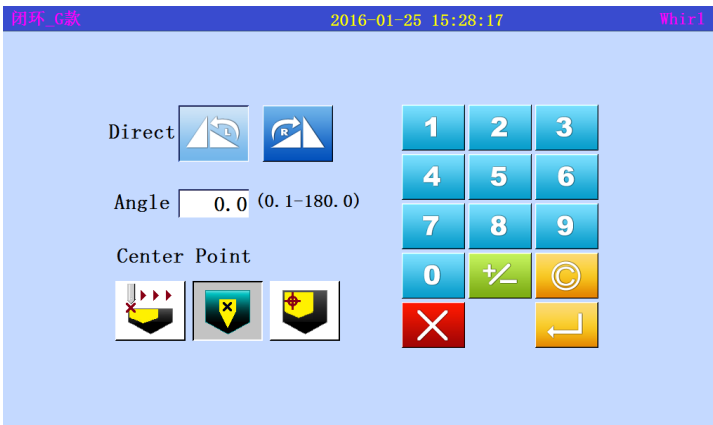 闭环_G款 2016-01-25 15:28:17 Whirl
Direct L R
1 2 3
4 5 6
Angle 0.0 (0.1-180.0)
7 8 9
Center Point
0 +/- ©